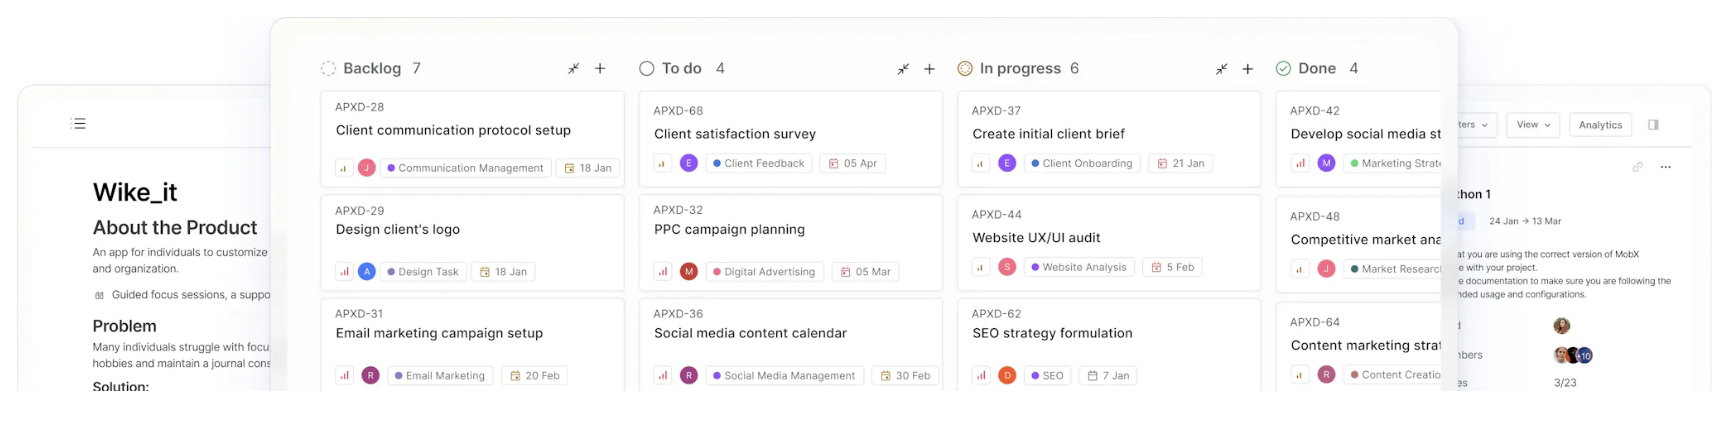 Wike_it
About the Product
An app for individuals to customize
and organization.
Guided focus sessions, a suppo
Problem
Many individuals struggle with focu
hobbies and maintain a journal cons
Solution:
Backlog 7
APXD-28
Client communication protocol setup
J Communication Management 18 Jan
APXD-29
Design client's logo
A Design Task 18 Jan
APXD-31
Email marketing campaign setup
R Email Marketing 20 Feb
To do 4
APXD-68
Client satisfaction survey
E Client Feedback 05 Apr
APXD-32
PPC campaign planning
M Digital Advertising 05 Mar
APXD-36
Social media content calendar
R Social Media Management 30 Feb
In progress 6
APXD-37
Create initial client brief
E Client Onboarding 21 Jan
APXD-44
Website UX/UI audit
S Website Analysis 5 Feb
APXD-62
SEO strategy formulation
D SEO 7 Jan
Done 4
APXD-42
Develop social media st
M Marketing Strate
APXD-48
Competitive market ana
J Market Research
APXD-64
Content marketing strat
R Content Creatio
ters View Analytics
thon 1
d 24 Jan → 13 Mar
at you are using the correct version of MobX
e with your project.
e documentation to make sure you are following the
nded usage and configurations.
d
nbers +10
es 3/23